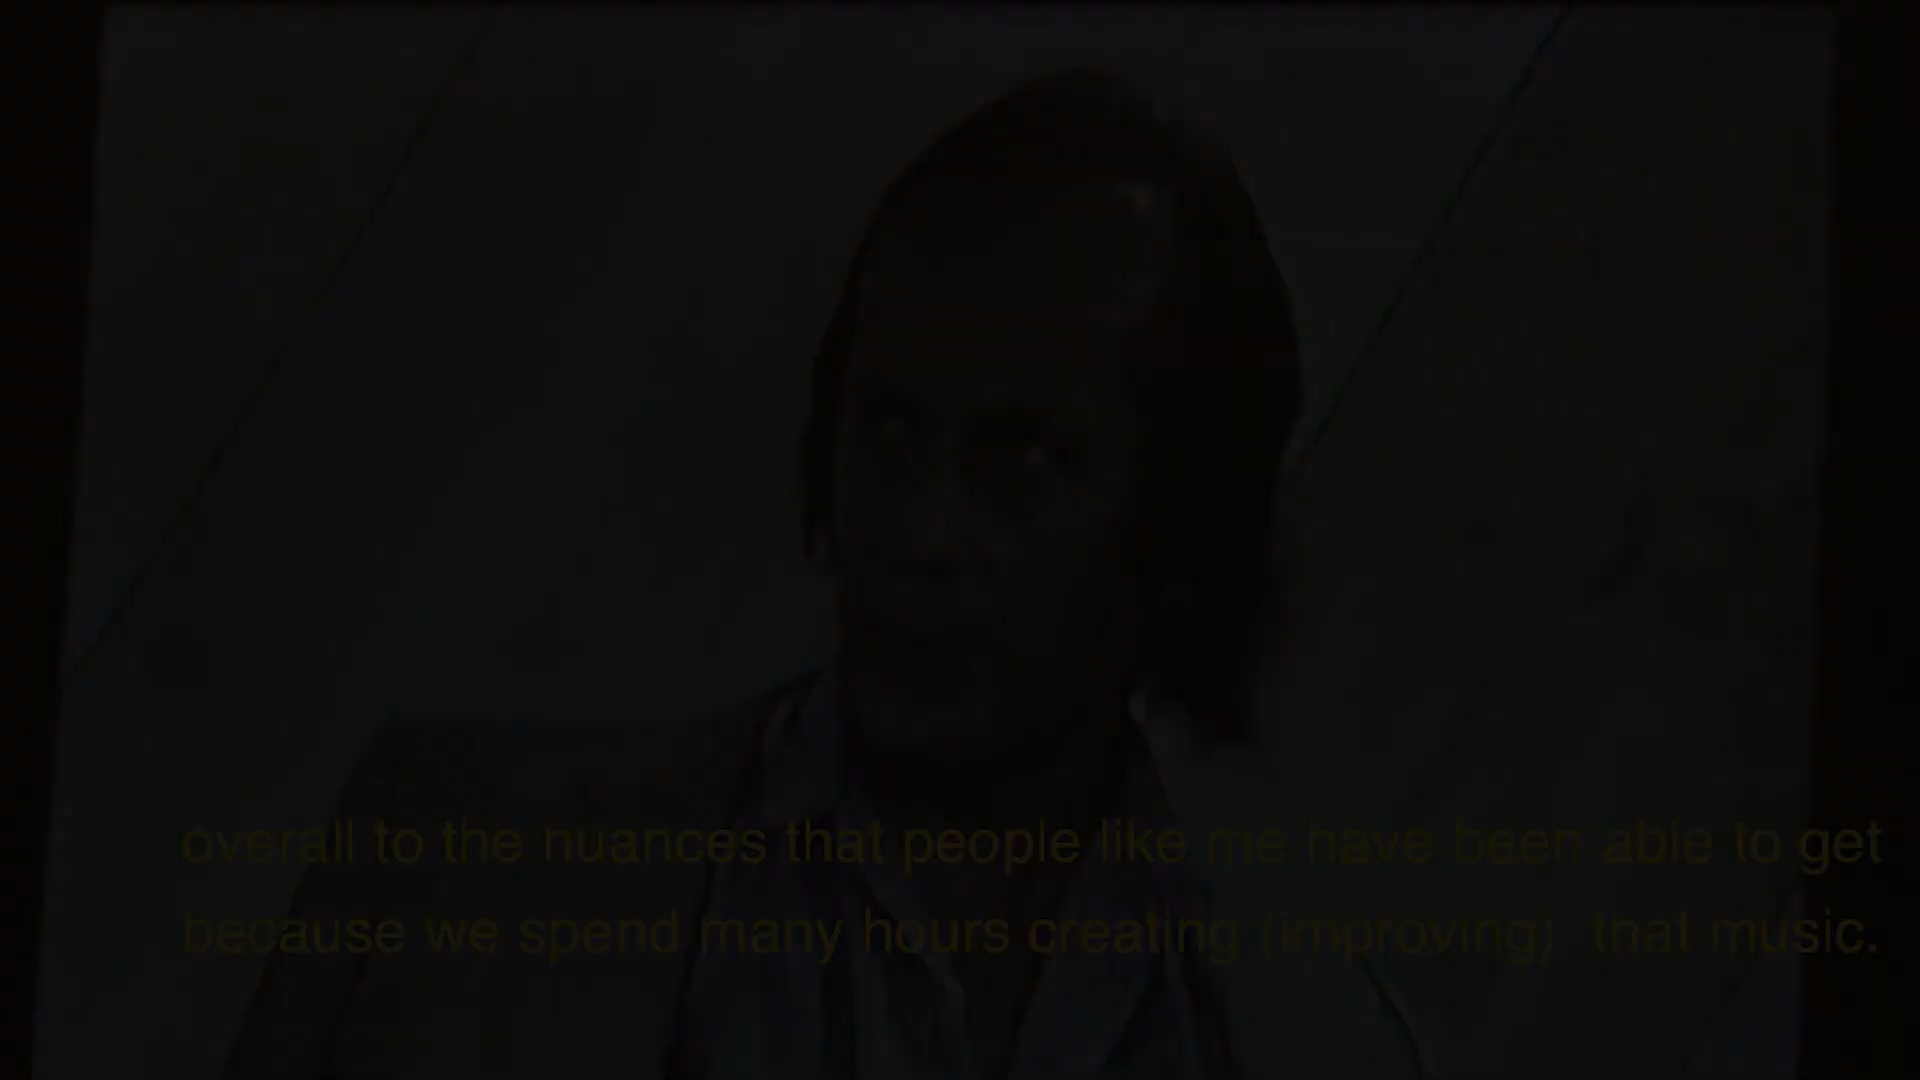 overall to the nuances that people like me have been able to get
because we spend many hours creating (improving) that music.